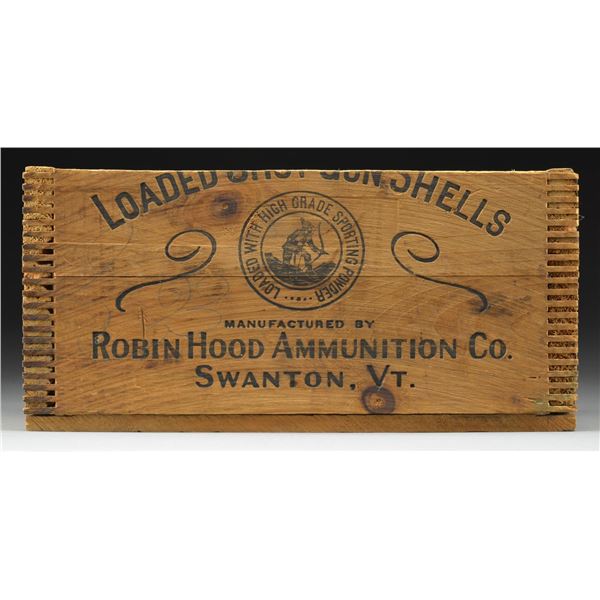 LOADED SHOT GUN SHELLS
LOADED WITH HIGH GRADE SPORTING POWDER
MANUFACTURED BY
ROBIN HOOD AMMUNITION CO.
SWANTON, VT.